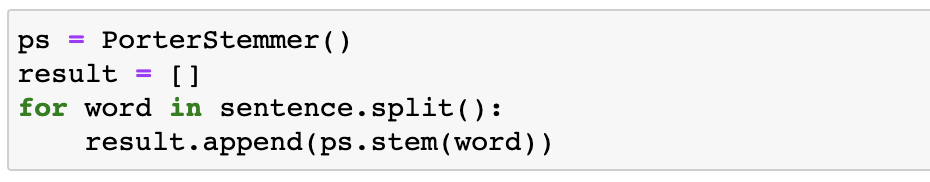 ps = PorterStemmer()
result = []
for word in sentence.split():
    result.append(ps.stem(word))